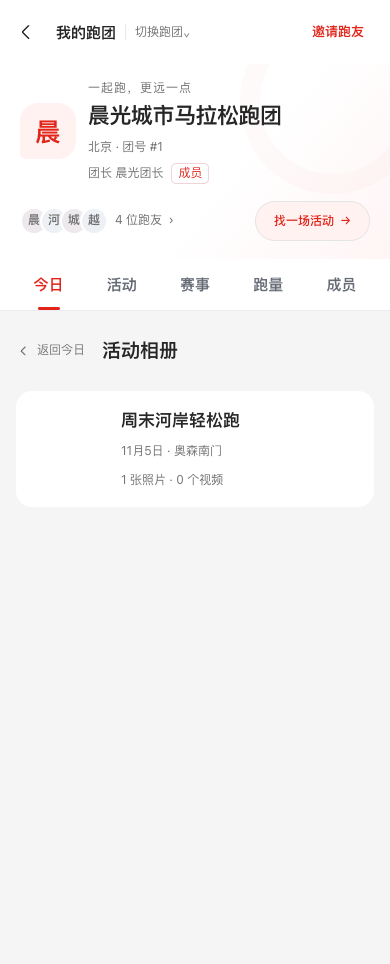 我的跑团 切换跑团
邀请跑友
一起跑，更远一点
晨
晨光城市马拉松跑团
北京 · 团号 #1
团长 晨光团长 成员
晨 河 城 越 4 位跑友 ›
找一场活动 →
今日 活动 赛事 跑量 成员
返回今日 活动相册
周末河岸轻松跑
11月5日 · 奥森南门
1 张照片 · 0 个视频